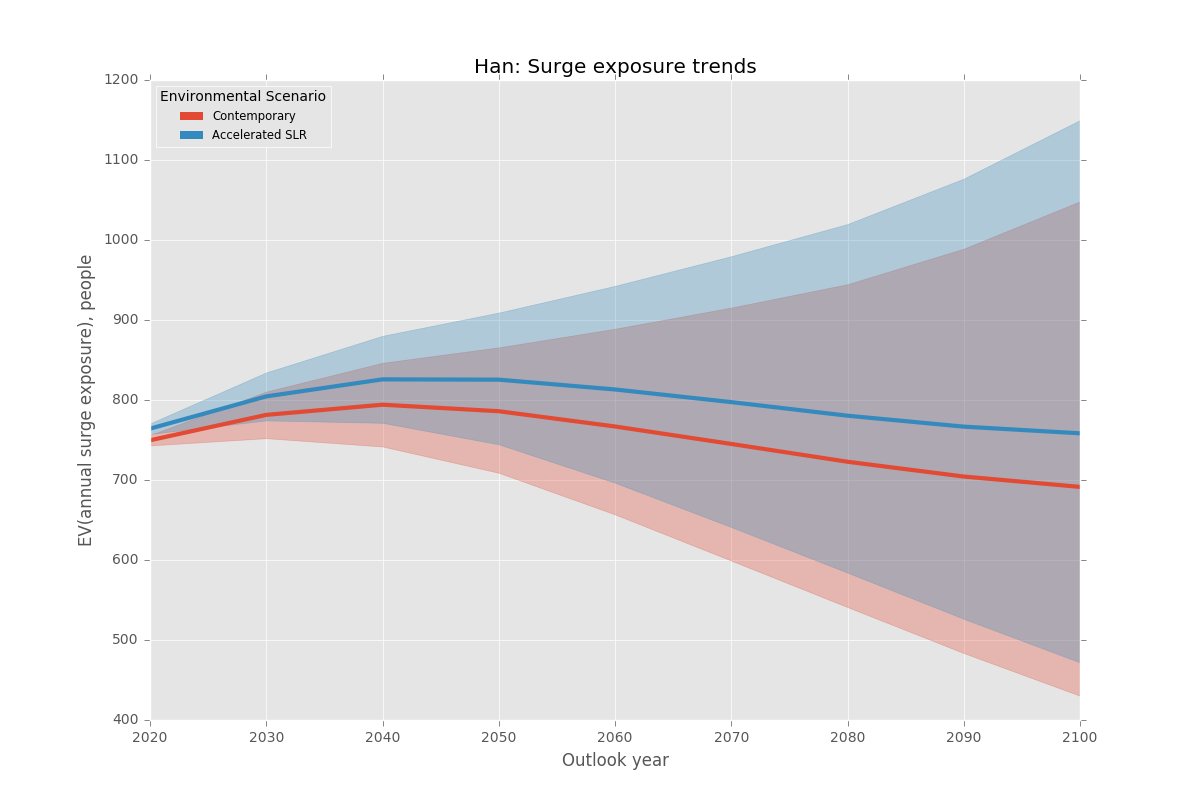 Han: Surge exposure trends
Environmental Scenario
Contemporary
Accelerated SLR
EV(annual surge exposure), people
1200
1100
1000
900
800
700
600
500
400
2020 2030 2040 2050 2060 2070 2080 2090 2100
Outlook year